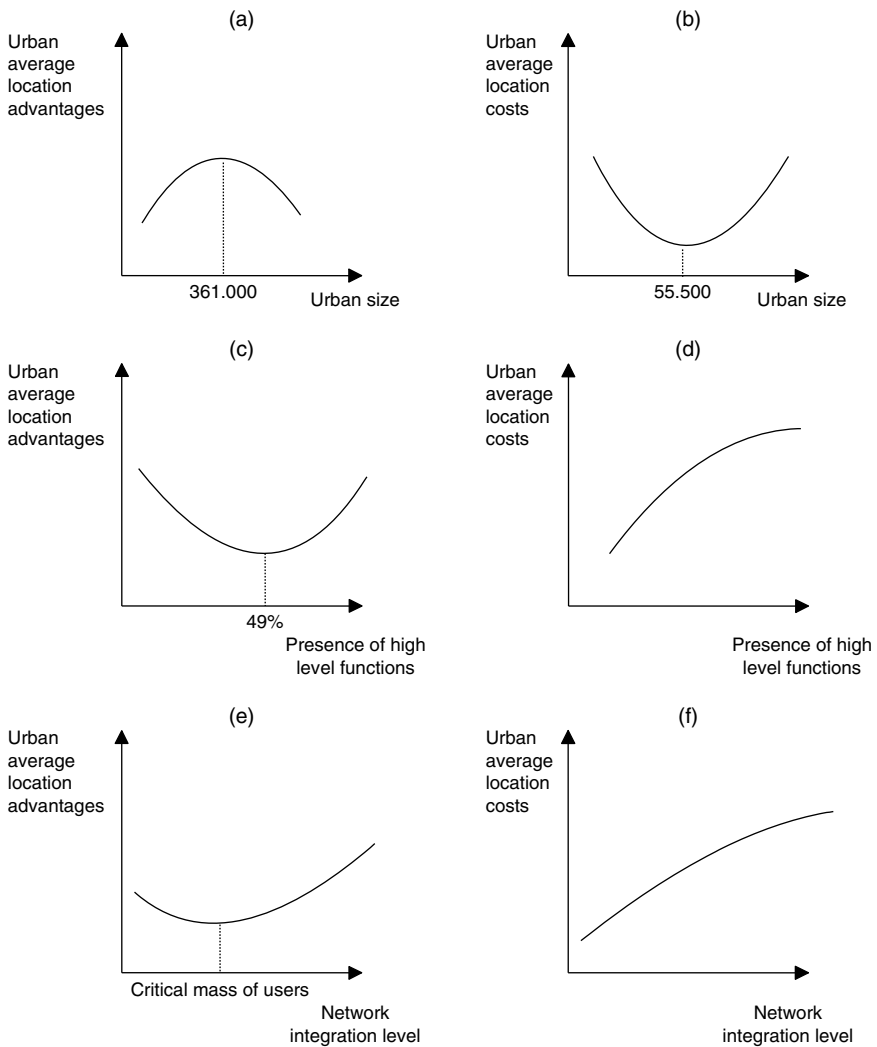 (a)
Urban
average
location
advantages
361.000
Urban size
(b)
Urban
average
location
costs
55.500
Urban size
(c)
Urban
average
location
advantages
49%
Presence of high
level functions
(d)
Urban
average
location
costs
Presence of high
level functions
(e)
Urban
average
location
advantages
Critical mass of users
Network
integration level
(f)
Urban
average
location
costs
Network
integration level